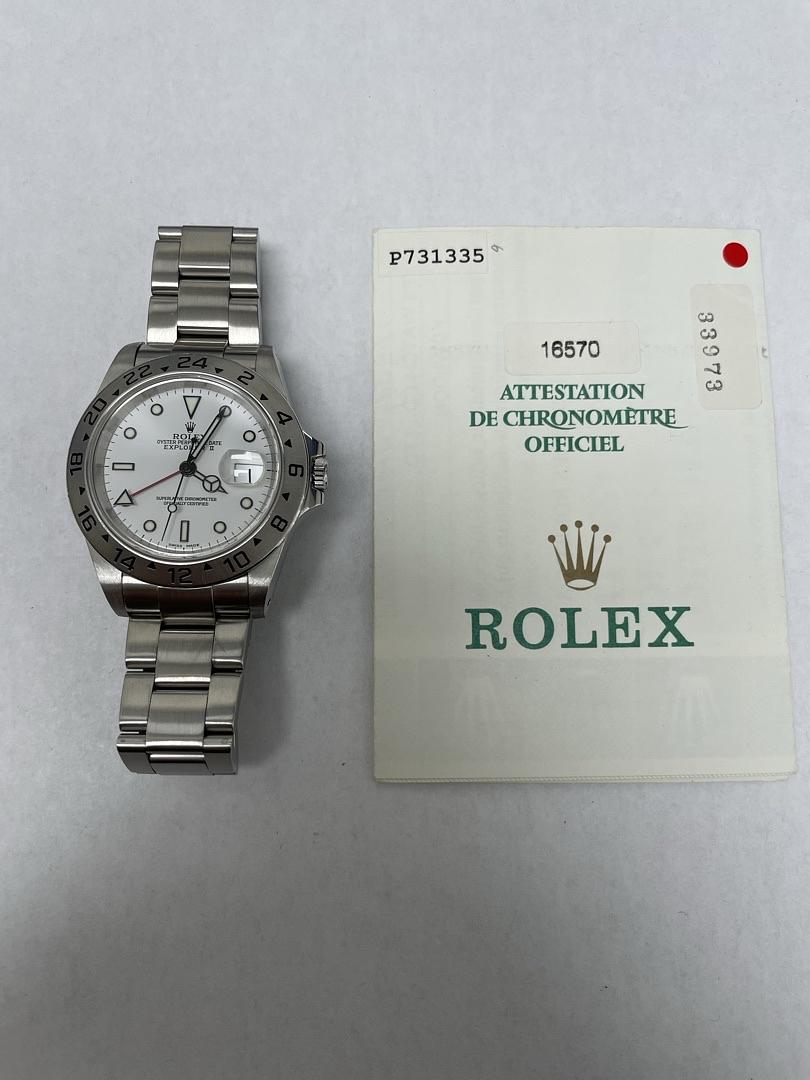 24
2
4
6
8
10
12
14
16
18
20
22
ROLEX
OYSTER PERPETUAL DATE
EXPLORER II
SUPERLATIVE CHRONOMETER
OFFICIALLY CERTIFIED
SWISS MADE
P731335
16570
33973
ATTESTATION
DE CHRONOMÈTRE
OFFICIEL
ROLEX